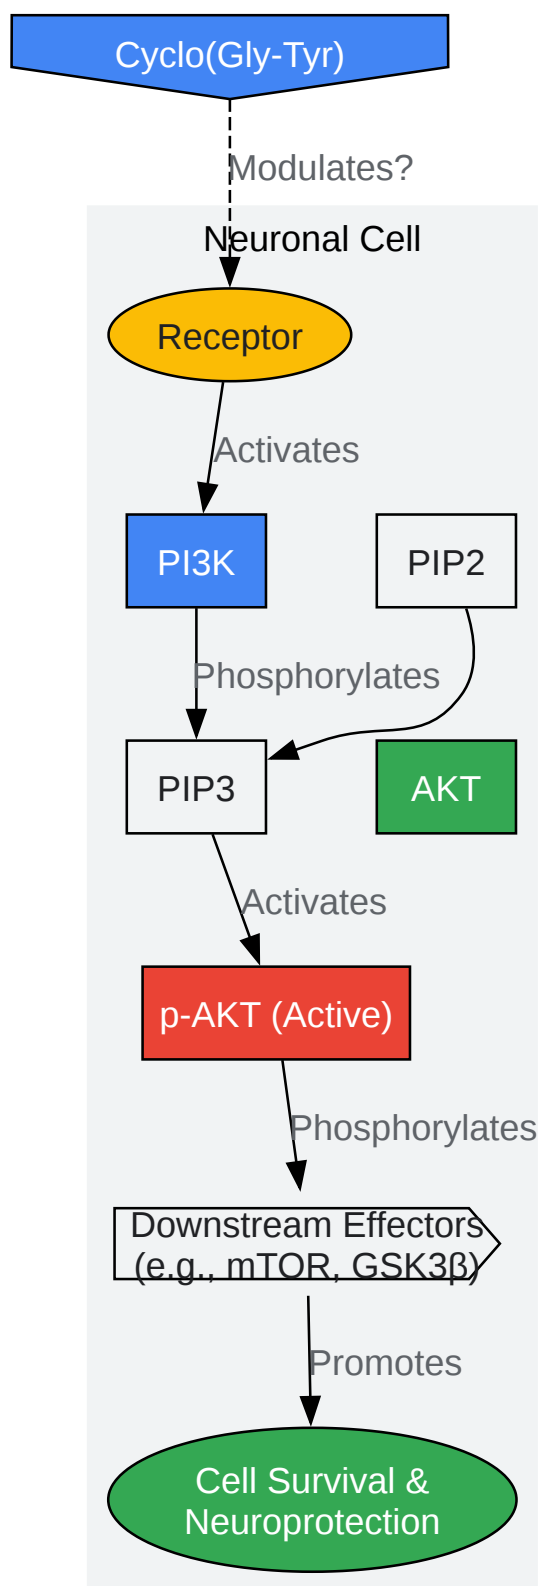 Cyclo(Gly-Tyr)
Modulates?
Neuronal Cell
Receptor
Activates
PI3K
PIP2
Phosphorylates
PIP3
AKT
Activates
p-AKT (Active)
Phosphorylates
Downstream Effectors
(e.g., mTOR, GSK3β)
Promotes
Cell Survival &
Neuroprotection